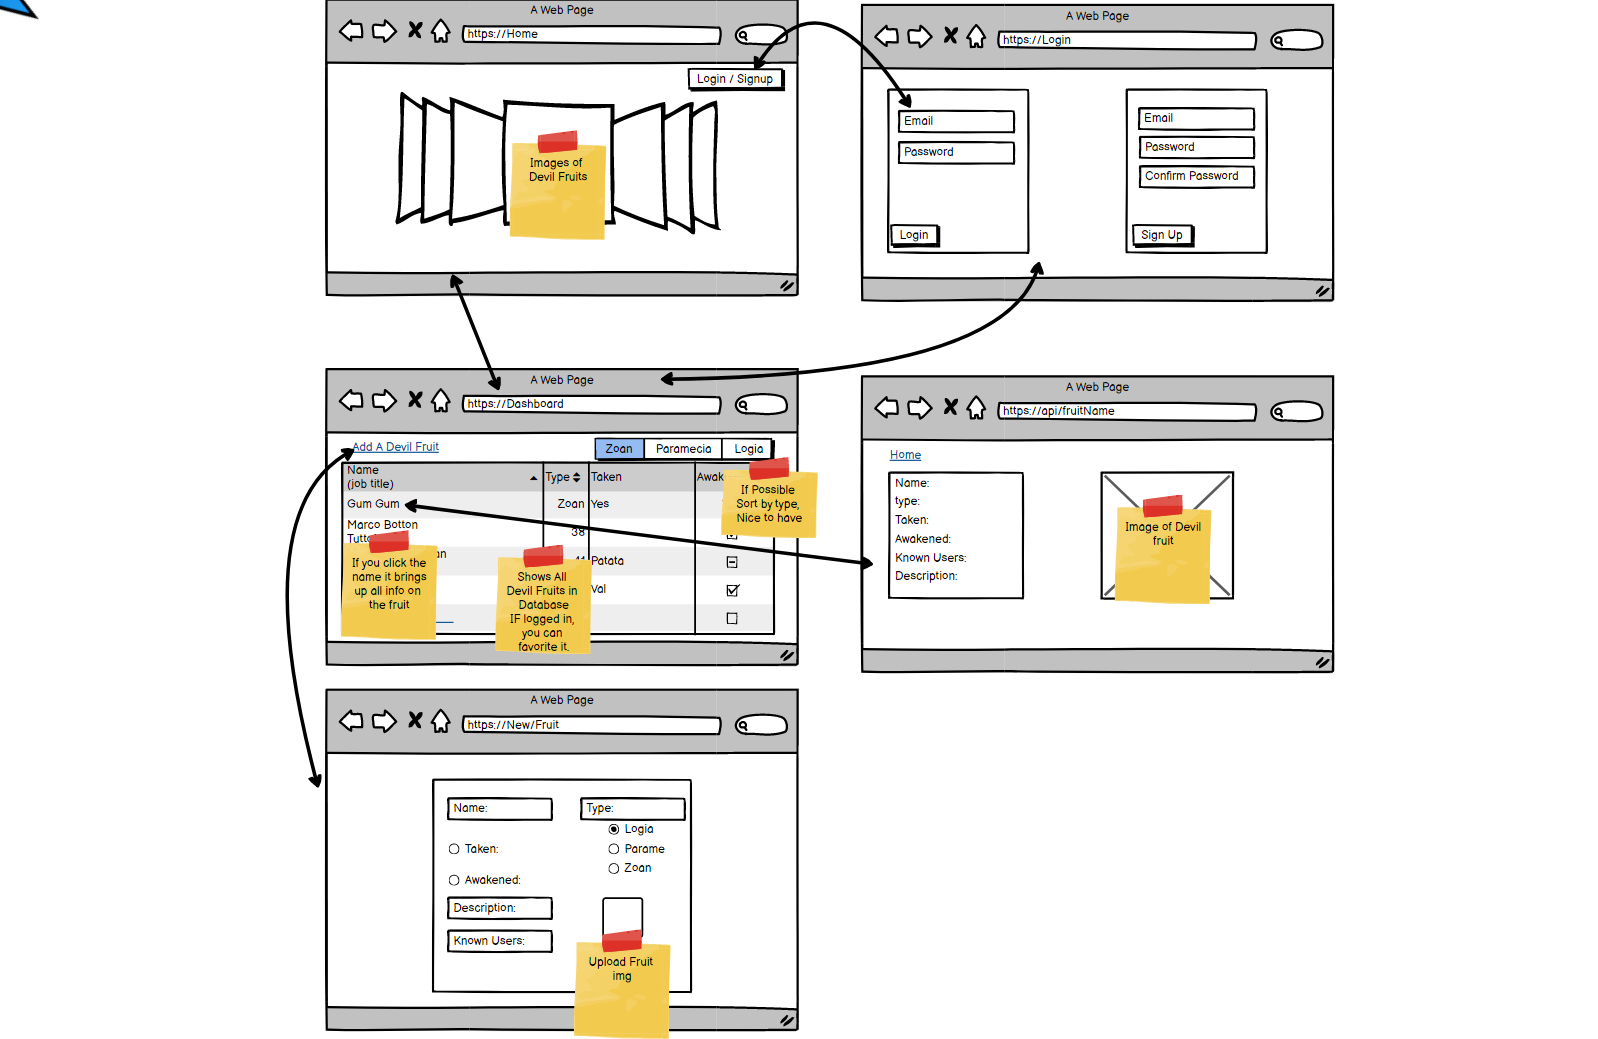 A Web Page
https://Home
Login / Signup
Images of
Devil Fruits
A Web Page
https://Login
Email
Password
Login
Email
Password
Confirm Password
Sign Up
A Web Page
https://Dashboard
Add A Devil Fruit
Zoan
Paramecia
Logia
Name
(job title)
Type
Taken
Awak
Gum Gum
Zoan
Yes
If Possible
Sort by type,
Nice to have
Marco Botton
Tutt
38
an
41
Patata
Val
If you click the
name it brings
up all info on
the fruit
Shows All
Devil Fruits in
Database
IF logged in,
you can
favorite it.
A Web Page
https://api/fruitName
Home
Name:
type:
Taken:
Awakened:
Known Users:
Description:
Image of Devil
fruit
A Web Page
https://New/Fruit
Name:
Type:
Logia
Taken:
Parame
Zoan
Awakened:
Description:
Known Users:
Upload Fruit
img